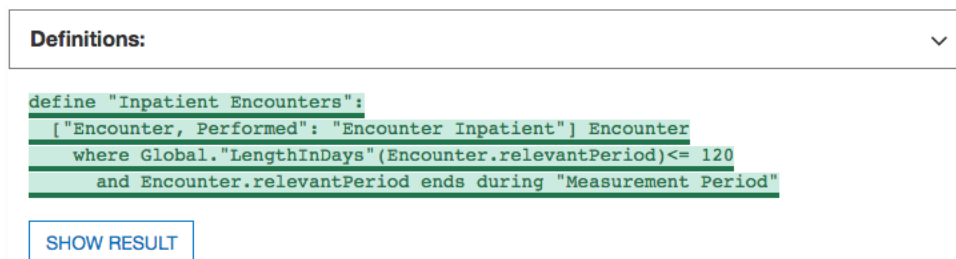 Definitions:
define "Inpatient Encounters":
["Encounter, Performed": "Encounter Inpatient"] Encounter
where Global."LengthInDays"(Encounter.relevantPeriod)<= 120
and Encounter.relevantPeriod ends during "Measurement Period"
SHOW RESULT